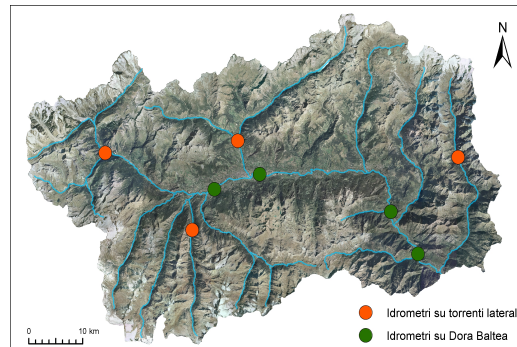 N
Idrometri su torrenti lateral
Idrometri su Dora Baltea
0 10 km